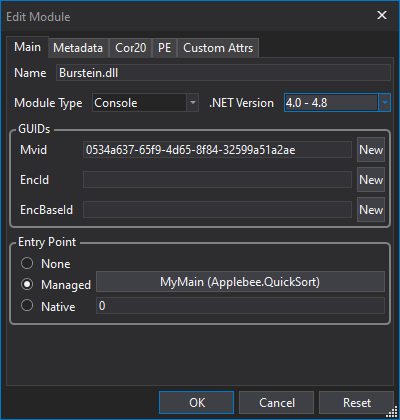 Edit Module
Main Metadata Cor20 PE Custom Attrs
Name Burstein.dll
Module Type Console .NET Version 4.0 - 4.8
GUIDs
Mvid 0534a637-65f9-4d65-8f84-32599a51a2ae New
EncId New
EncBaseId New
Entry Point
None
Managed MyMain (Applebee.QuickSort)
Native 0
OK Cancel Reset